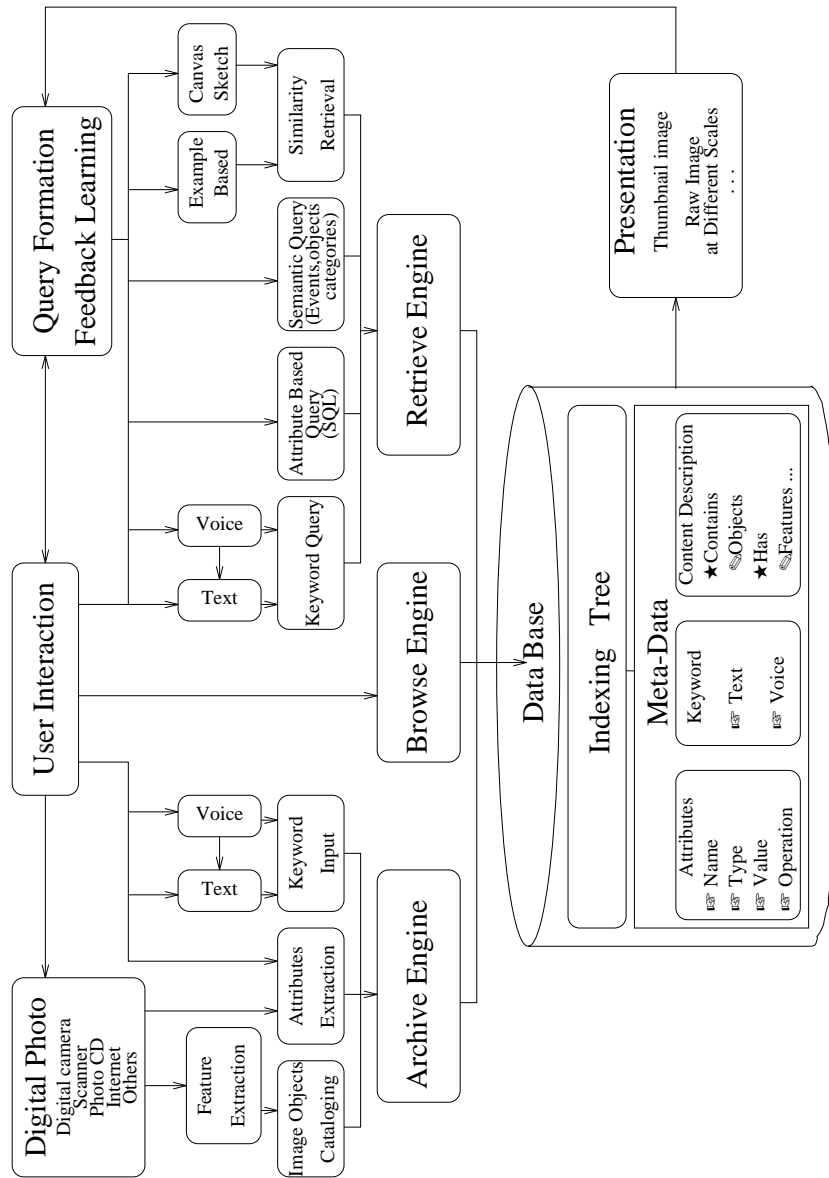 Digital Photo
Digital camera
Scanner
Photo CD
Internet
Others
User Interaction
Query Formation
Feedback Learning
Feature
Extraction
Voice
Text
Voice
Text
Example
Based
Canvas
Sketch
Image Objects
Cataloging
Attributes
Extraction
Keyword
Input
Keyword Query
Attribute Based
Query
(SQL)
Semantic Query
(Events,objects
categories)
Similarity
Retrieval
Archive Engine
Browse Engine
Retrieve Engine
Data Base
Indexing Tree
Meta-Data
Attributes
☞ Name
☞ Type
☞ Value
☞ Operation
Keyword
☞ Text
☞ Voice
Content Description
★Contains
✎Objects
★Has
✎Features ...
Presentation
Thumbnail image
Raw Image
at Different Scales
. . .